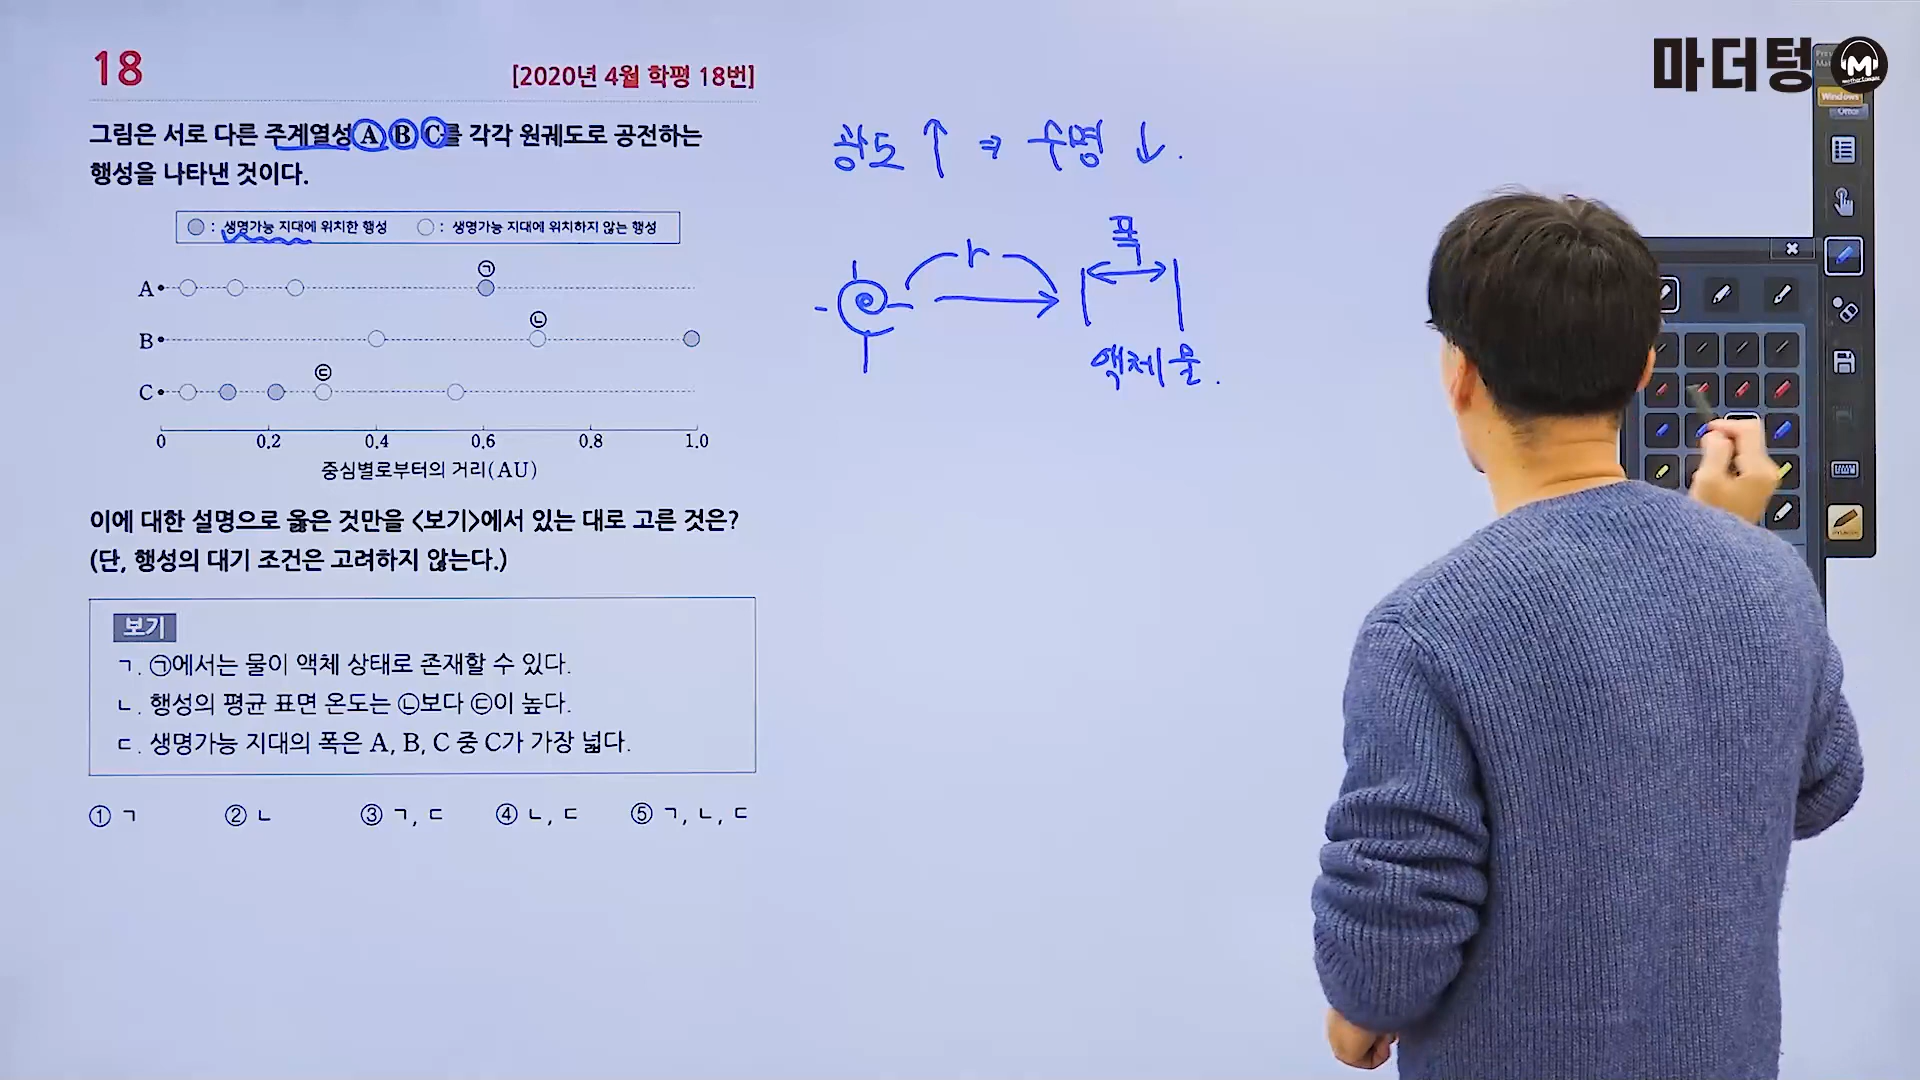 마더텅
18
[2020년 4월 학평 18번]
그림은 서로 다른 주계열성 A, B, C를 각각 원궤도로 공전하는
행성을 나타낸 것이다.
: 생명가능 지대에 위치한 행성 : 생명가능 지대에 위치하지 않는 행성
㉠
A
㉡
B
㉢
C
0 0.2 0.4 0.6 0.8 1.0
중심별로부터의 거리(AU)
이에 대한 설명으로 옳은 것만을 <보기>에서 있는 대로 고른 것은?
(단, 행성의 대기 조건은 고려하지 않는다.)
보기
ㄱ. ㉠에서는 물이 액체 상태로 존재할 수 있다.
ㄴ. 행성의 평균 표면 온도는 ㉡보다 ㉢이 높다.
ㄷ. 생명가능 지대의 폭은 A, B, C 중 C가 가장 넓다.
① ㄱ ② ㄴ ③ ㄱ, ㄷ ④ ㄴ, ㄷ ⑤ ㄱ, ㄴ, ㄷ
광도 ↑ ⇒ 수명 ↓.
r 폭
액체 물.
Windows